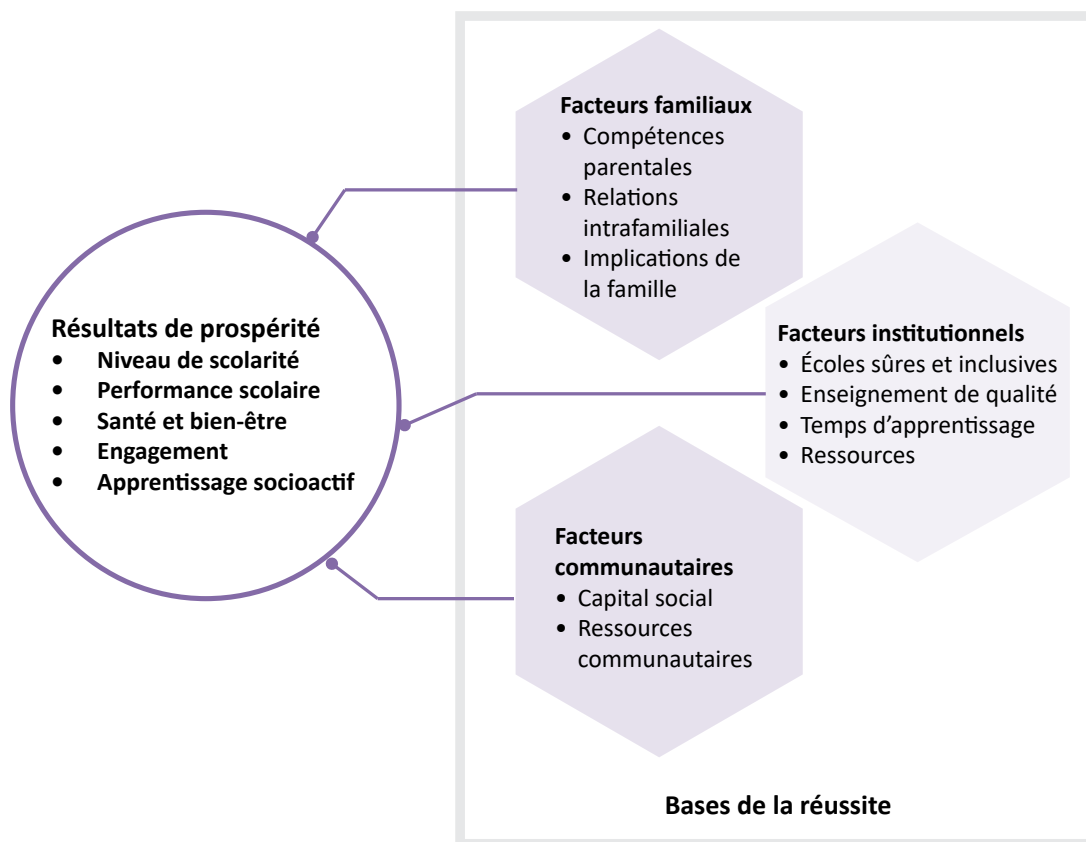 Résultats de prospérité
• Niveau de scolarité
• Performance scolaire
• Santé et bien-être
• Engagement
• Apprentissage socioactif
Facteurs familiaux
• Compétences
parentales
• Relations
intrafamiliales
• Implications de
la famille
Facteurs institutionnels
• Écoles sûres et inclusives
• Enseignement de qualité
• Temps d’apprentissage
• Ressources
Facteurs
communautaires
• Capital social
• Ressources
communautaires
Bases de la réussite